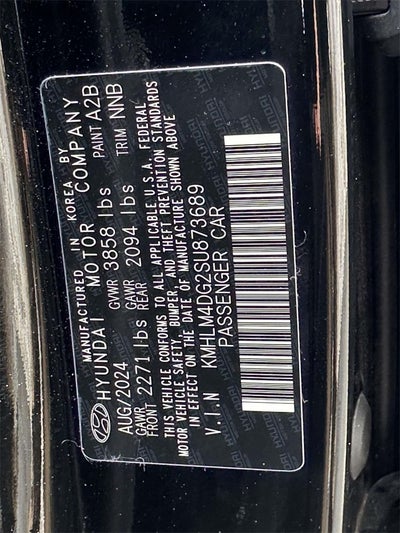 MANUFACTURED IN KOREA BY
HYUNDAI MOTOR COMPANY
AUG/2024 GVWR 3858 lbs PAINT A2B
GAWR FRONT 2271 lbs GAWR REAR 2094 lbs TRIM NNB
THIS VEHICLE CONFORMS TO ALL APPLICABLE U.S.A. FEDERAL
MOTOR VEHICLE SAFETY, BUMPER, AND THEFT PREVENTION STANDARDS
IN EFFECT ON THE DATE OF MANUFACTURE SHOWN ABOVE
V.I.N KMHLM4DG2SU873689
PASSENGER CAR